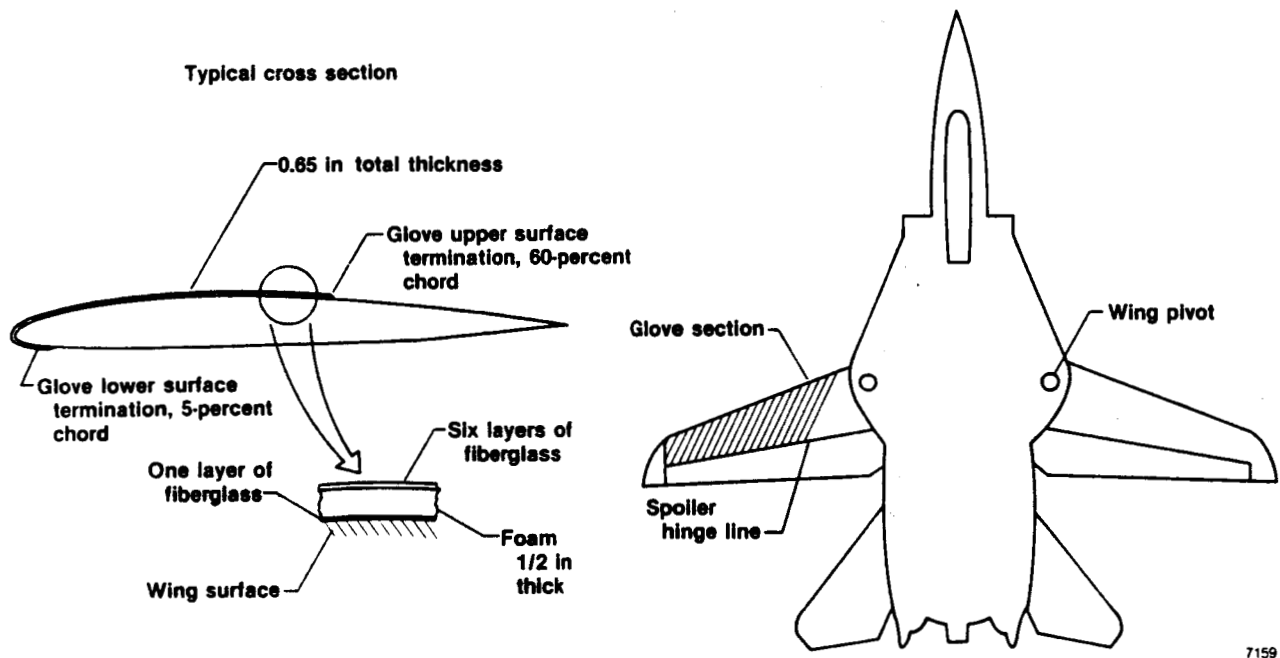 Typical cross section
0.65 in total thickness
Glove upper surface
termination, 60-percent
chord
Glove lower surface
termination, 5-percent
chord
Six layers of
fiberglass
One layer of
fiberglass
Foam
1/2 in
thick
Wing surface
Glove section
Wing pivot
Spoiler
hinge line
7159